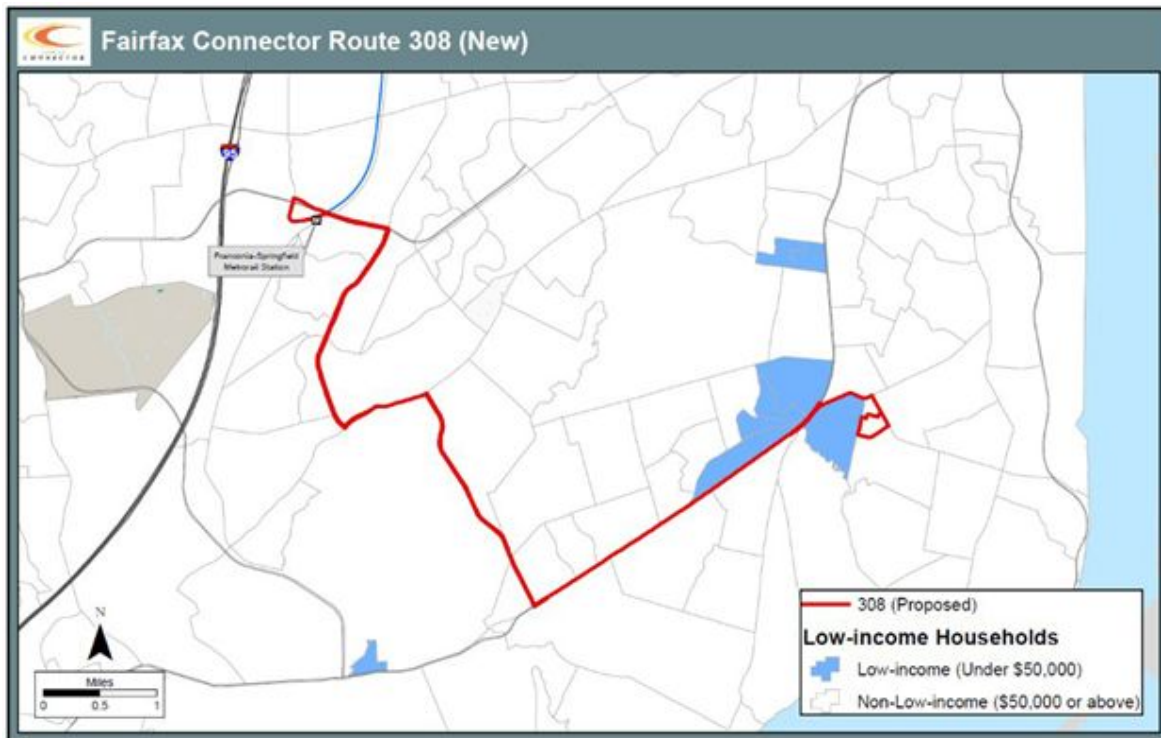 CONNECTOR
Fairfax Connector Route 308 (New)
95
Franconia-Springfield
Metrorail Station
N
Miles
0 0.5 1
308 (Proposed)
Low-income Households
Low-income (Under $50,000)
Non-Low-income ($50,000 or above)